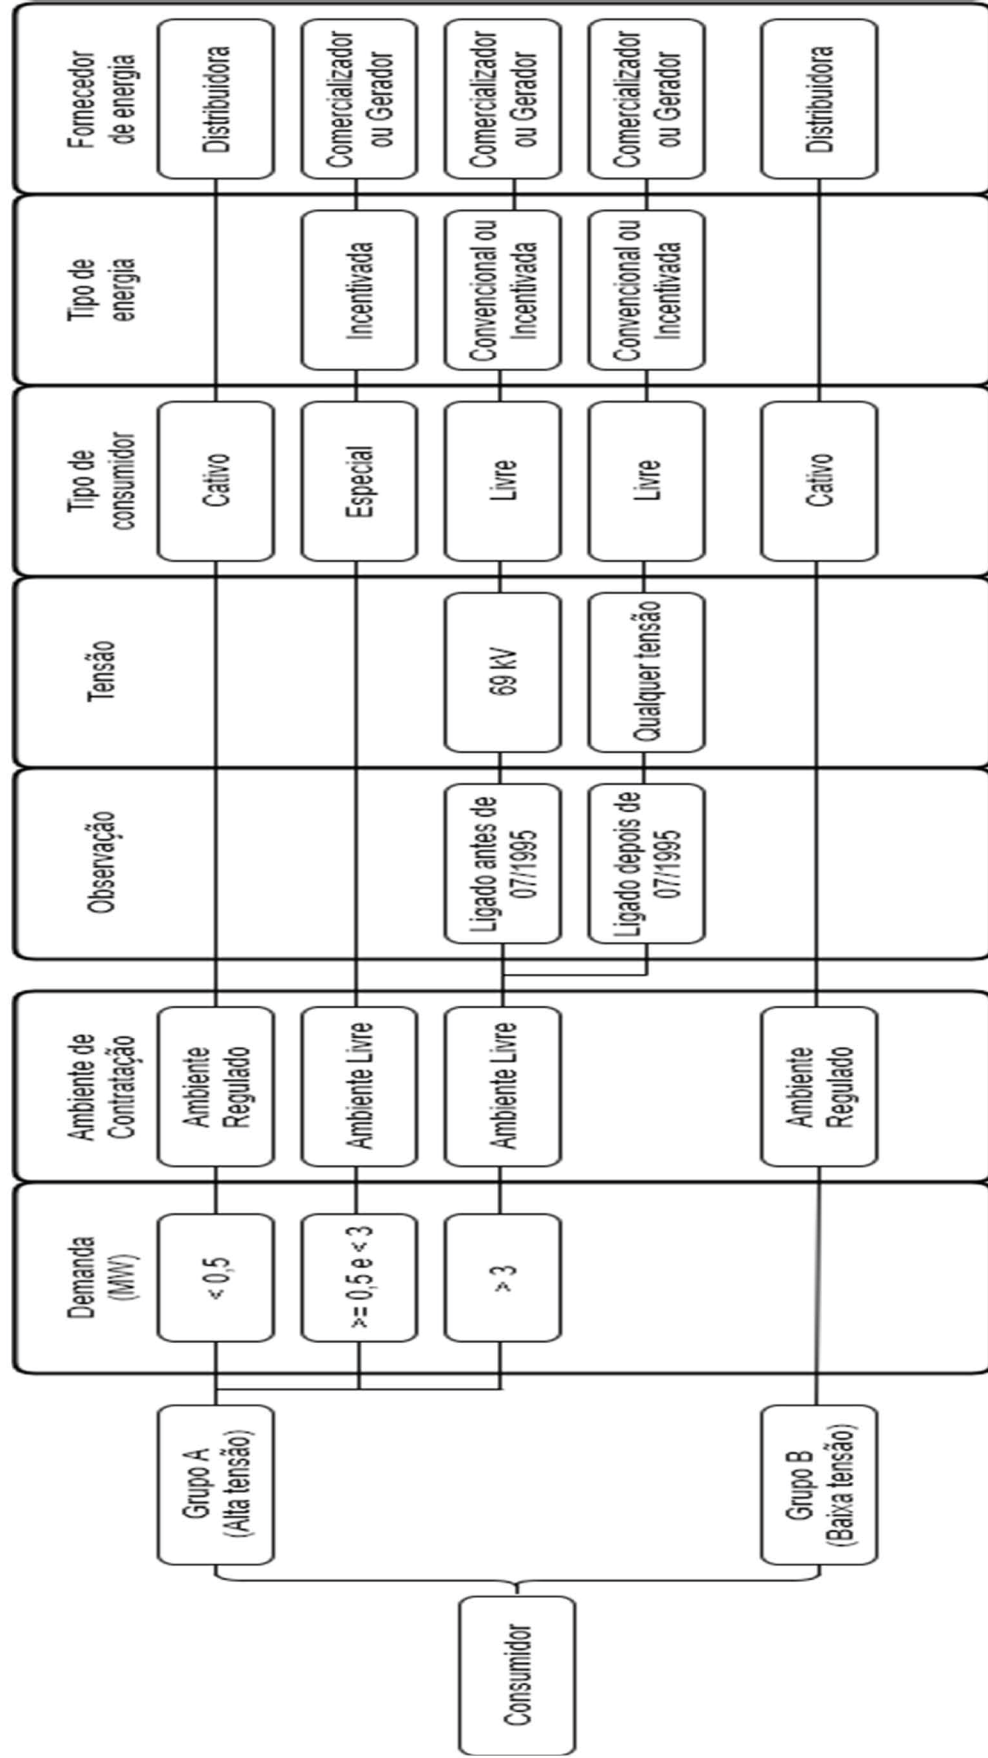 Demanda
(MW)
Ambiente de
Contratação
Observação
Tensão
Tipo de
consumidor
Tipo de
energia
Fornecedor
de energia
Consumidor
Grupo A
(Alta tensão)
< 0,5
Ambiente
Regulado
Cativo
Distribuidora
>= 0,5 e < 3
Ambiente Livre
Especial
Incentivada
Comercializador
ou Gerador
> 3
Ambiente Livre
Ligado antes de
07/1995
69 kV
Livre
Convencional ou
Incentivada
Comercializador
ou Gerador
Ligado depois de
07/1995
Qualquer tensão
Livre
Convencional ou
Incentivada
Comercializador
ou Gerador
Grupo B
(Baixa tensão)
Ambiente
Regulado
Cativo
Distribuidora